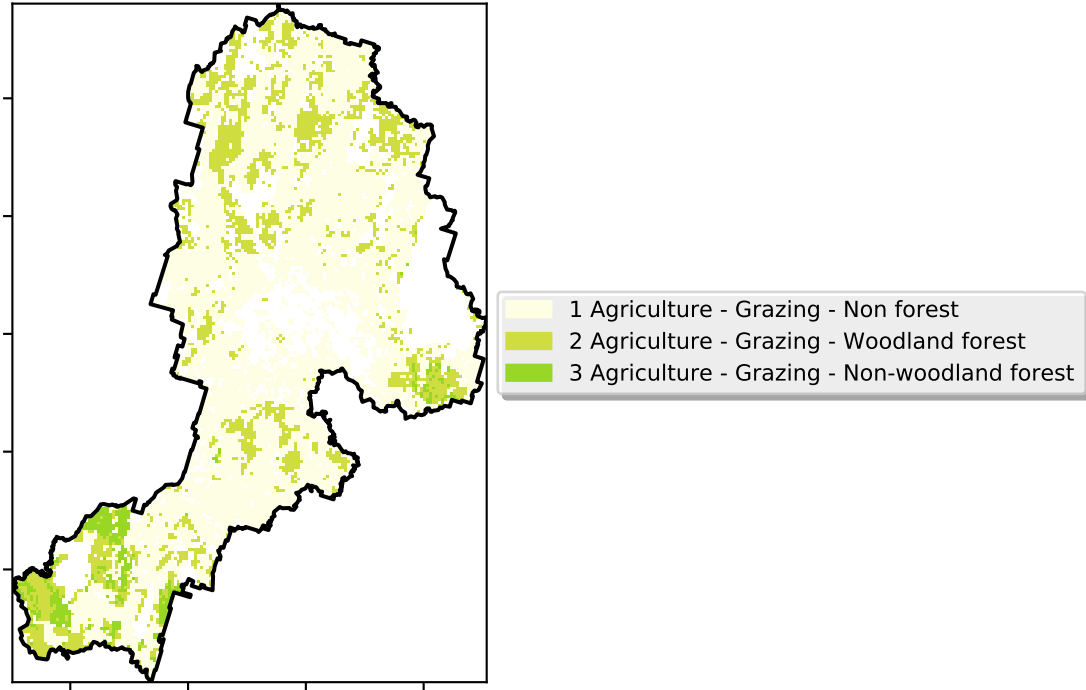 1 Agriculture - Grazing - Non forest
2 Agriculture - Grazing - Woodland forest
3 Agriculture - Grazing - Non-woodland forest